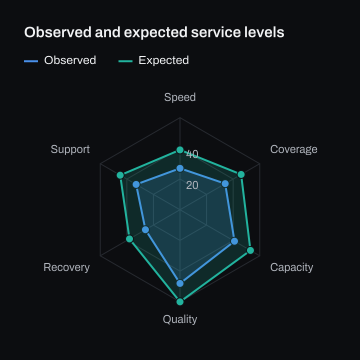 Observed and expected service levels
Observed
Expected
Speed
40
Support
Coverage
20
Recovery
Capacity
Quality